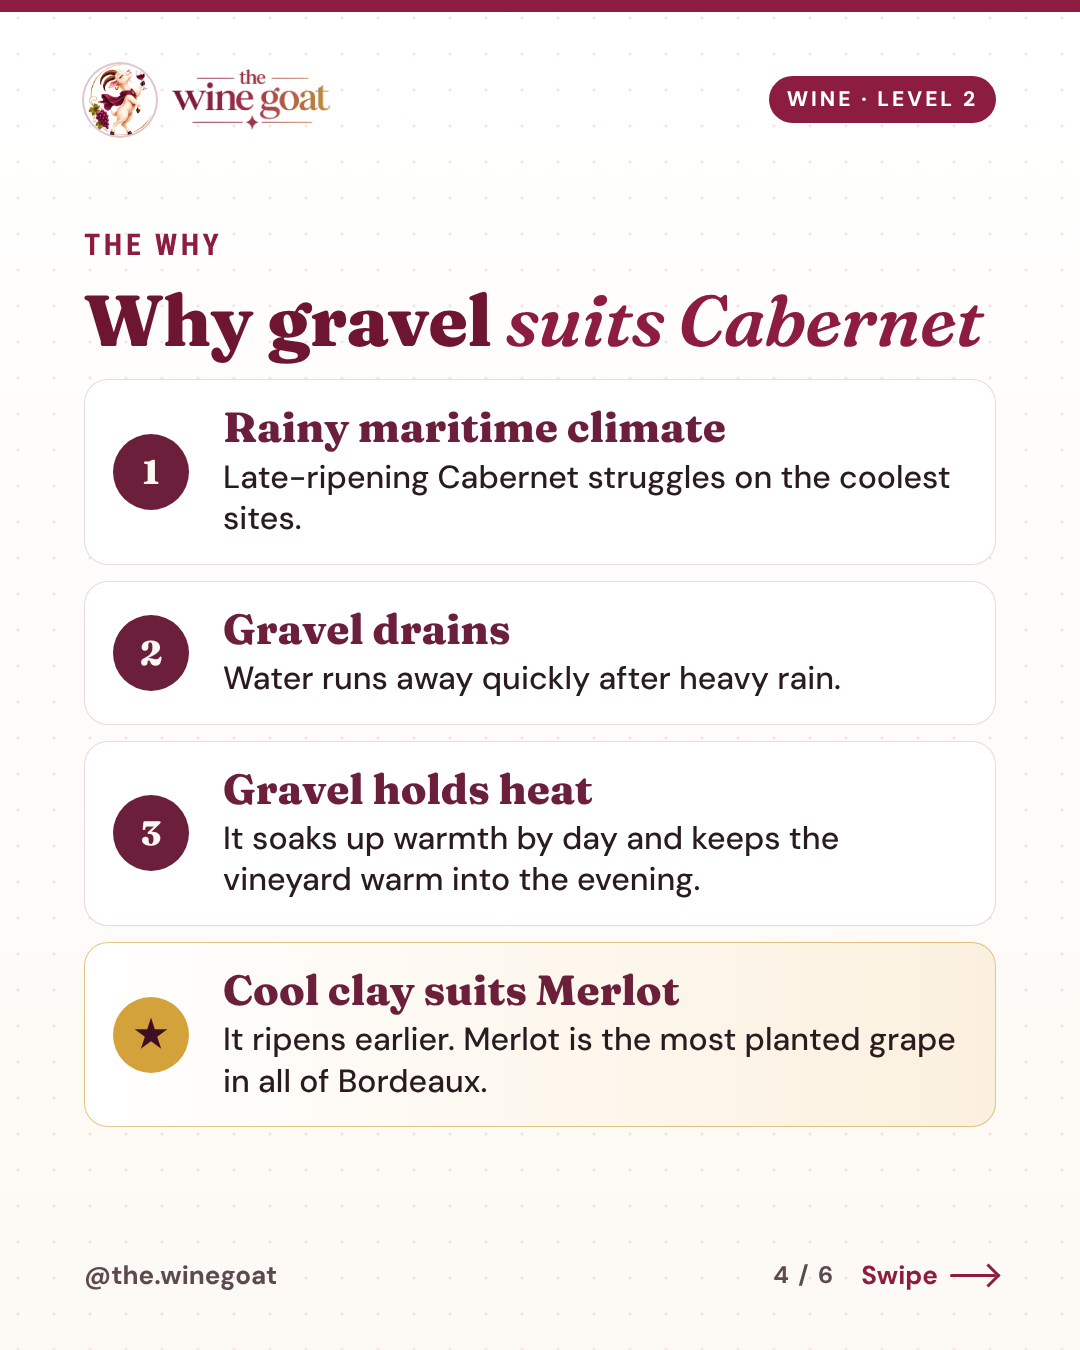 the
wine goat
WINE · LEVEL 2
THE WHY
Why gravel suits Cabernet
1
Rainy maritime climate
Late-ripening Cabernet struggles on the coolest
sites.
2
Gravel drains
Water runs away quickly after heavy rain.
3
Gravel holds heat
It soaks up warmth by day and keeps the
vineyard warm into the evening.
Cool clay suits Merlot
It ripens earlier. Merlot is the most planted grape
in all of Bordeaux.
@the.winegoat
4 / 6 Swipe